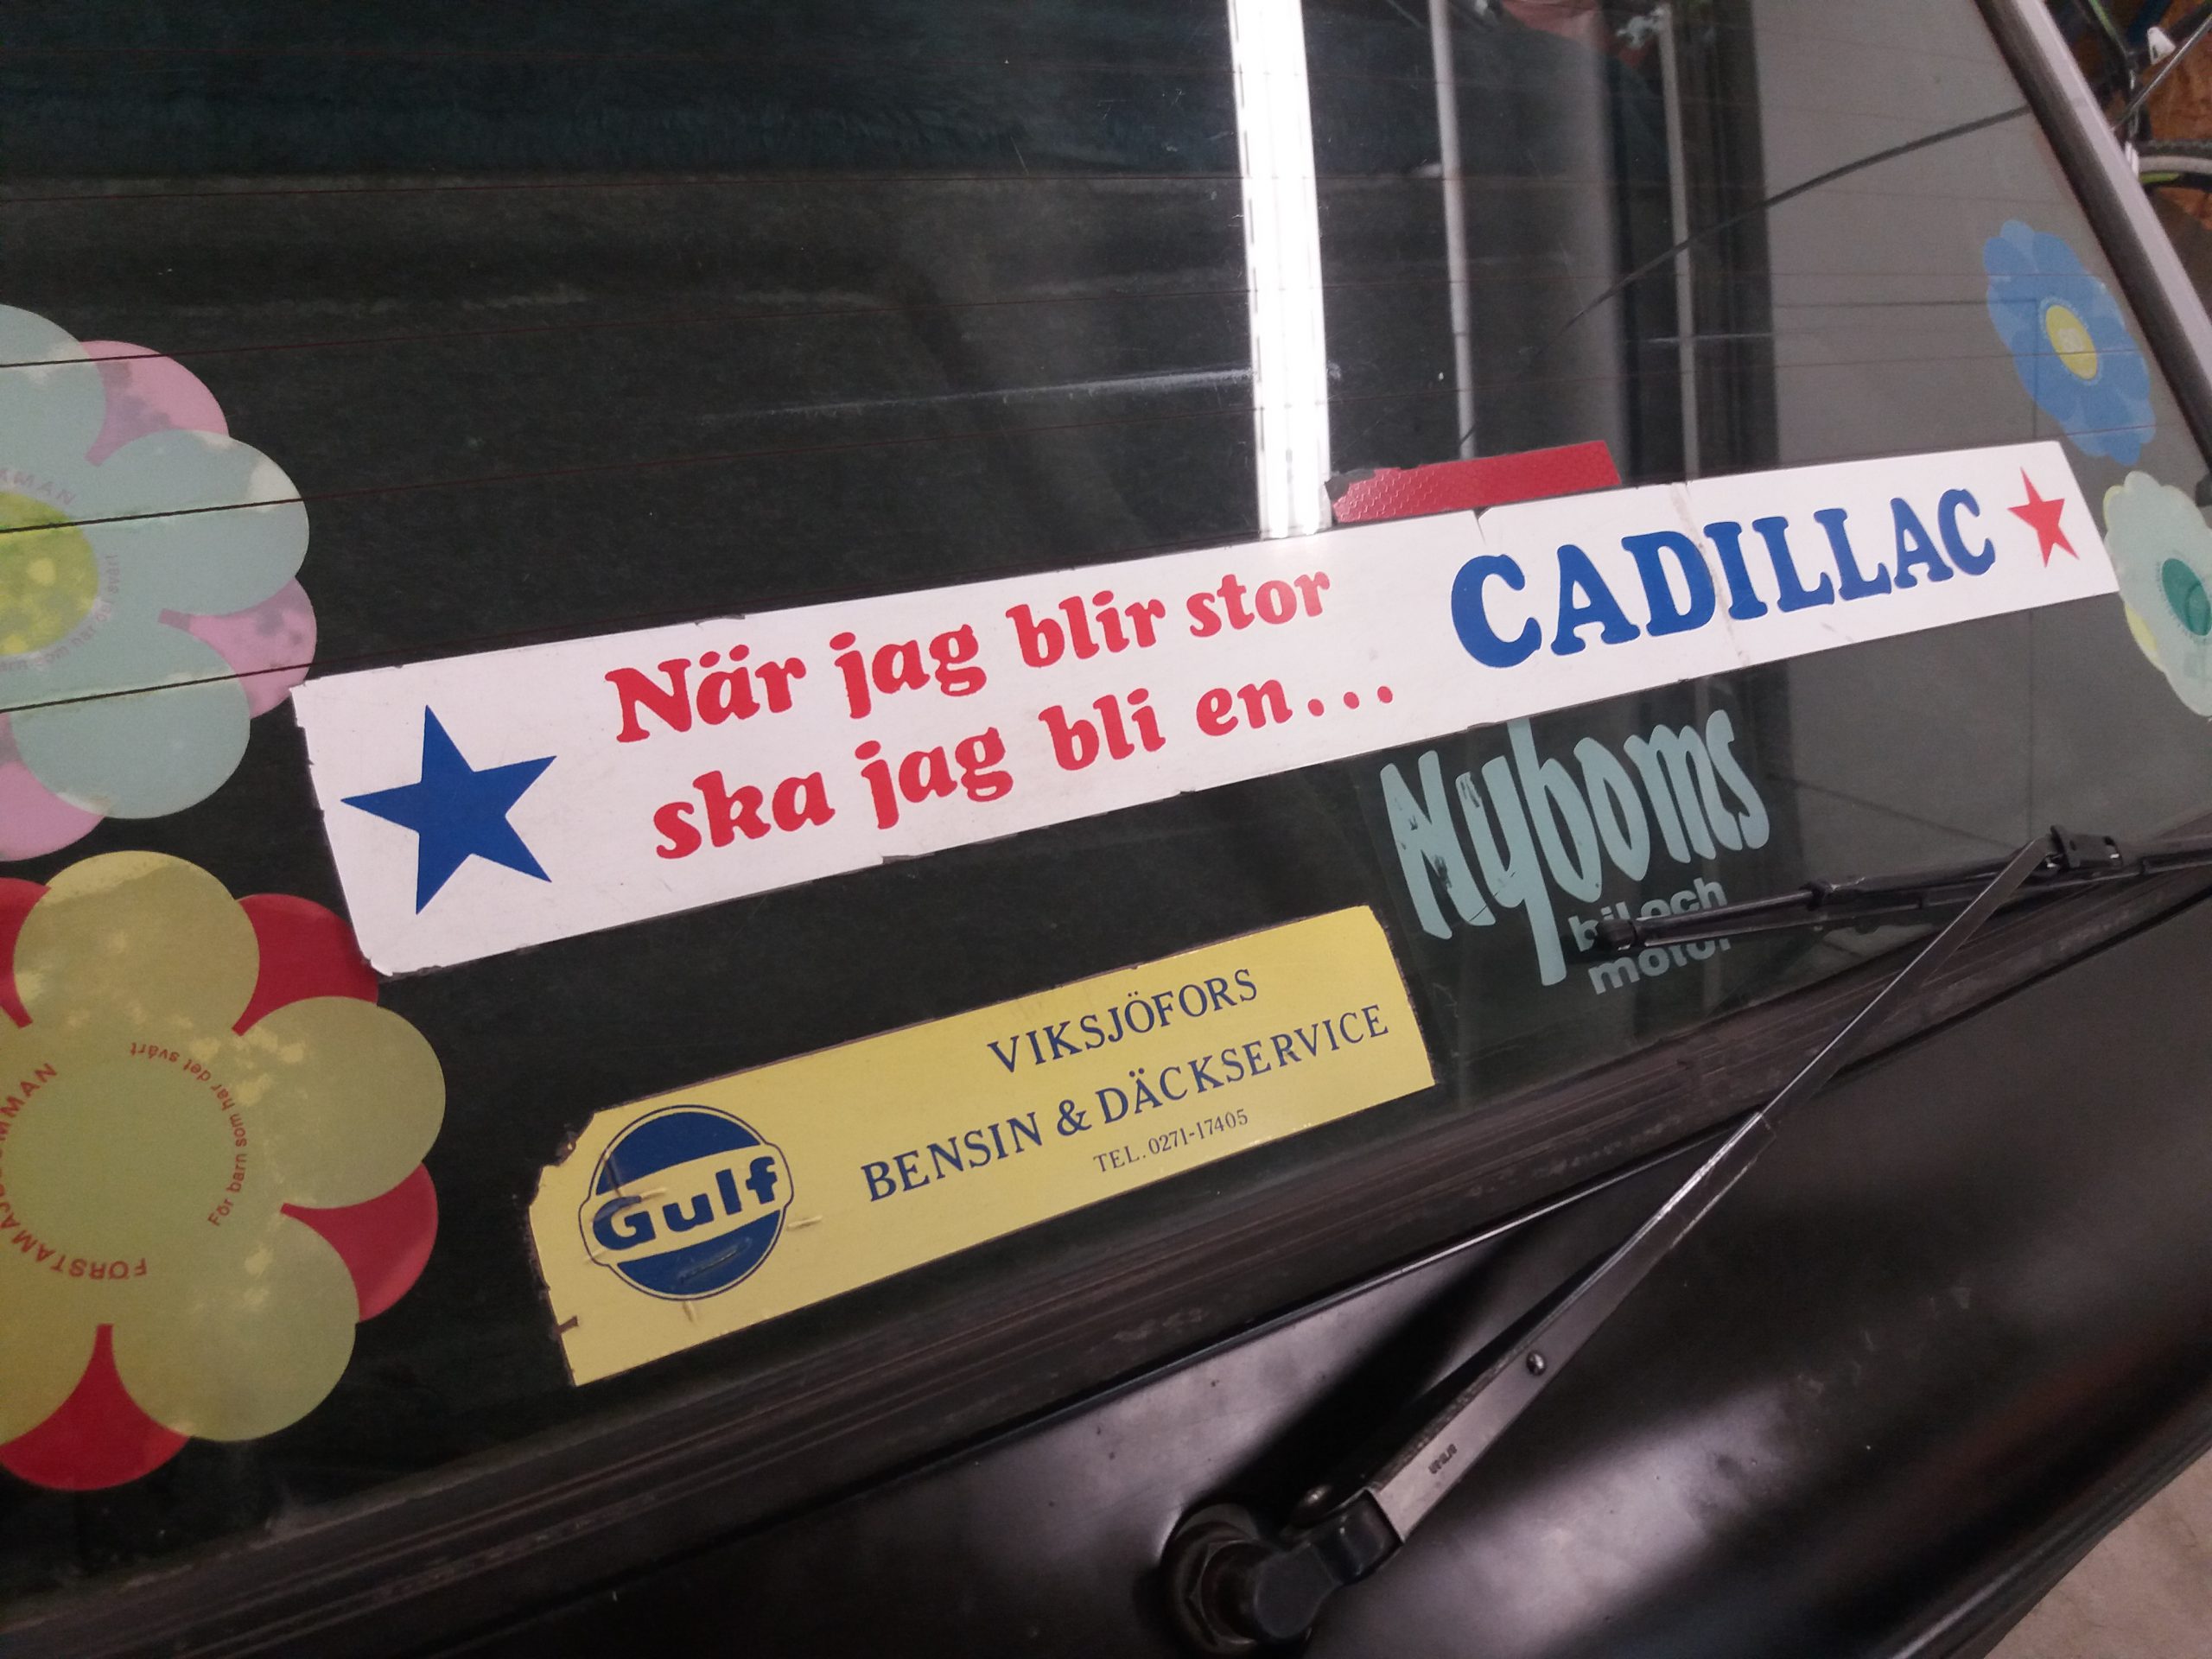 När jag blir stor
ska jag bli en...
CADILLAC
Nyboms
bil och
motor
Gulf
VIKSJÖFORS
BENSIN & DÄCKSERVICE
TEL. 0271-17405
För barn som har det svårt
FÖRSTAMAJBLOMMAN